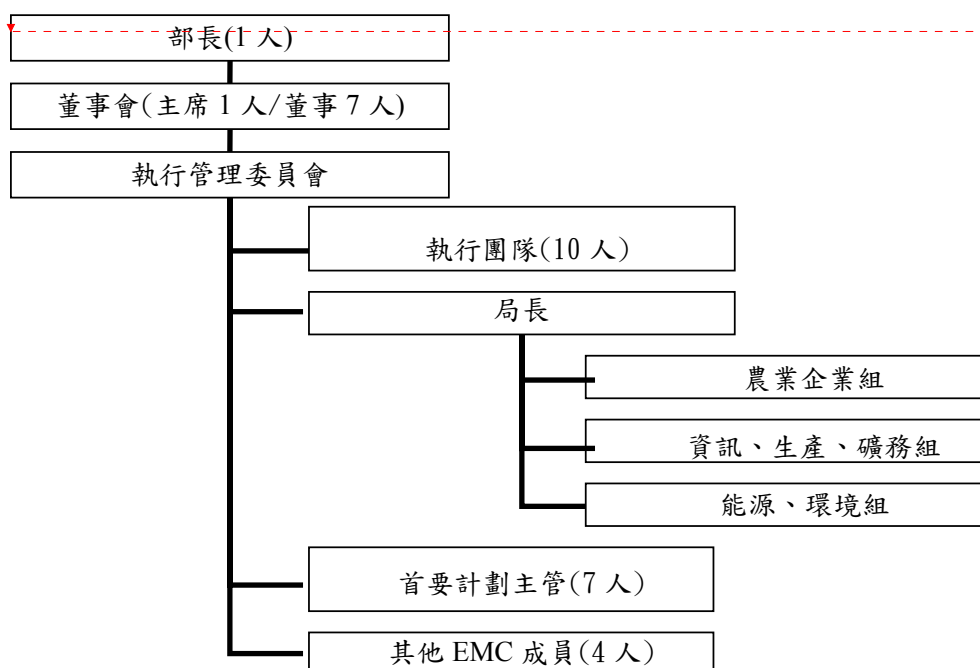 部長(1 人)
董事會(主席 1 人/董事 7 人)
執行管理委員會
執行團隊(10 人)
局長
農業企業組
資訊、生產、礦務組
能源、環境組
首要計劃主管(7 人)
其他 EMC 成員(4 人)